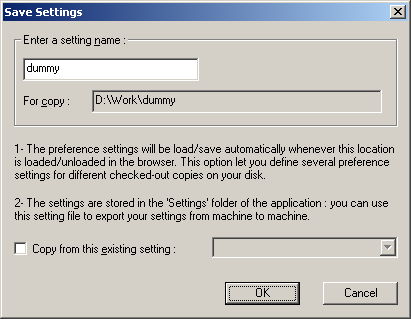 Save Settings
Enter a setting name :
dummy
For copy : D:\Work\dummy
1- The preference settings will be load/save automatically whenever this location
is loaded/unloaded in the browser. This option let you define several preference
settings for different checked-out copies on your disk.
2- The settings are stored in the 'Settings' folder of the application : you can use
this setting file to export your settings from machine to machine.
Copy from this existing setting :
OK Cancel